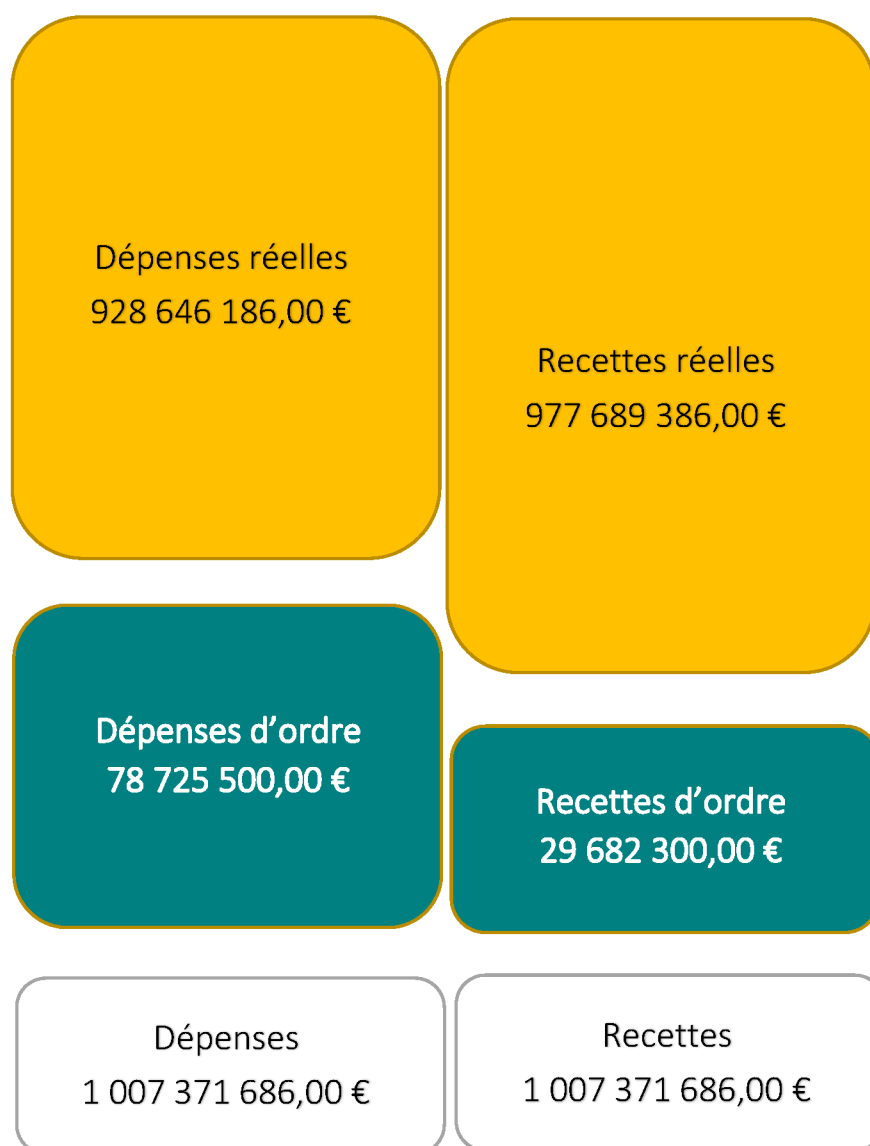 Dépenses réelles
928 646 186,00 €
Recettes réelles
977 689 386,00 €
Dépenses d’ordre
78 725 500,00 €
Recettes d’ordre
29 682 300,00 €
Dépenses
1 007 371 686,00 €
Recettes
1 007 371 686,00 €